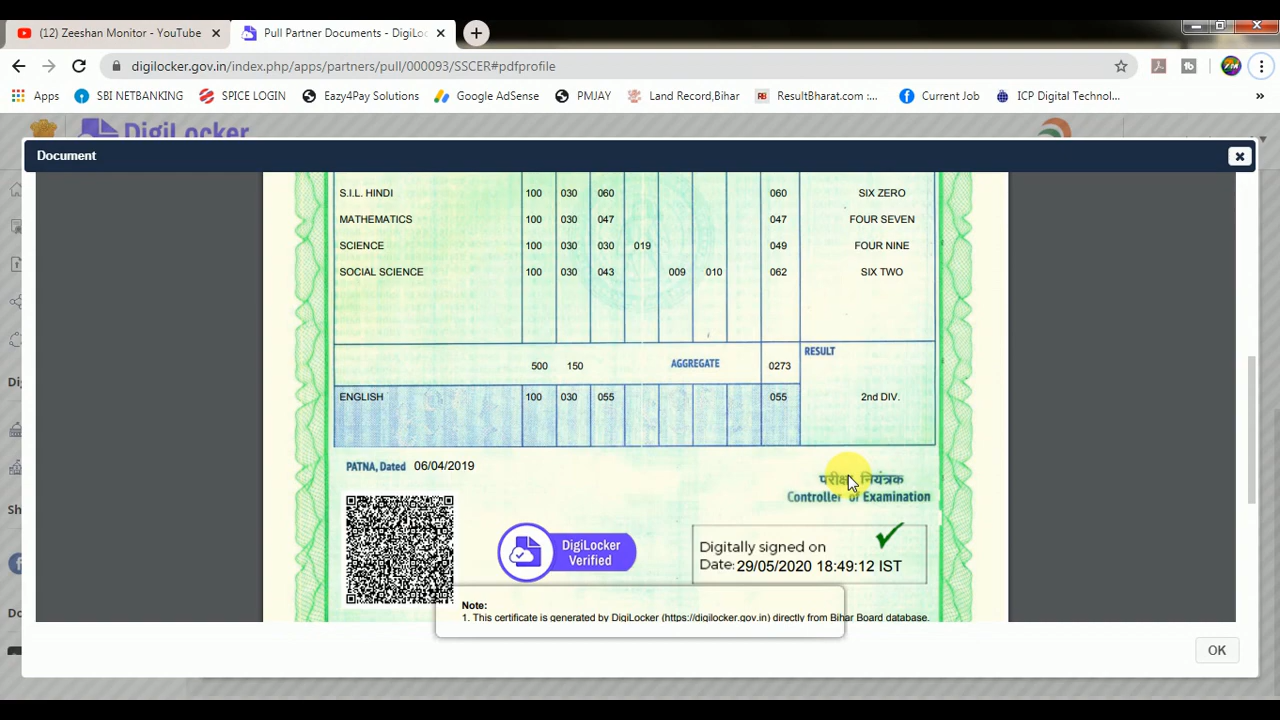 (12) Zeeshan Monitor - YouTube
Pull Partner Documents - DigiLoc
digilocker.gov.in/index.php/apps/partners/pull/000093/SSCER#pdfprofile
Apps SBI NETBANKING SPICE LOGIN Eazy4Pay Solutions Google AdSense PMJAY Land Record,Bihar ResultBharat.com :... Current Job ICP Digital Technol... »
DigiLocker
Document
S.I.L. HINDI 100 030 060 060 SIX ZERO
MATHEMATICS 100 030 047 047 FOUR SEVEN
SCIENCE 100 030 030 019 049 FOUR NINE
SOCIAL SCIENCE 100 030 043 009 010 062 SIX TWO
RESULT
500 150 AGGREGATE 0273
ENGLISH 100 030 055 055 2nd DIV.
PATNA, Dated 06/04/2019
परीक्षा नियंत्रक
Controller of Examination
DigiLocker
Verified
Digitally signed on
Date: 29/05/2020 18:49:12 IST
Note:
1. This certificate is generated by DigiLocker (https://digilocker.gov.in) directly from Bihar Board database.
OK